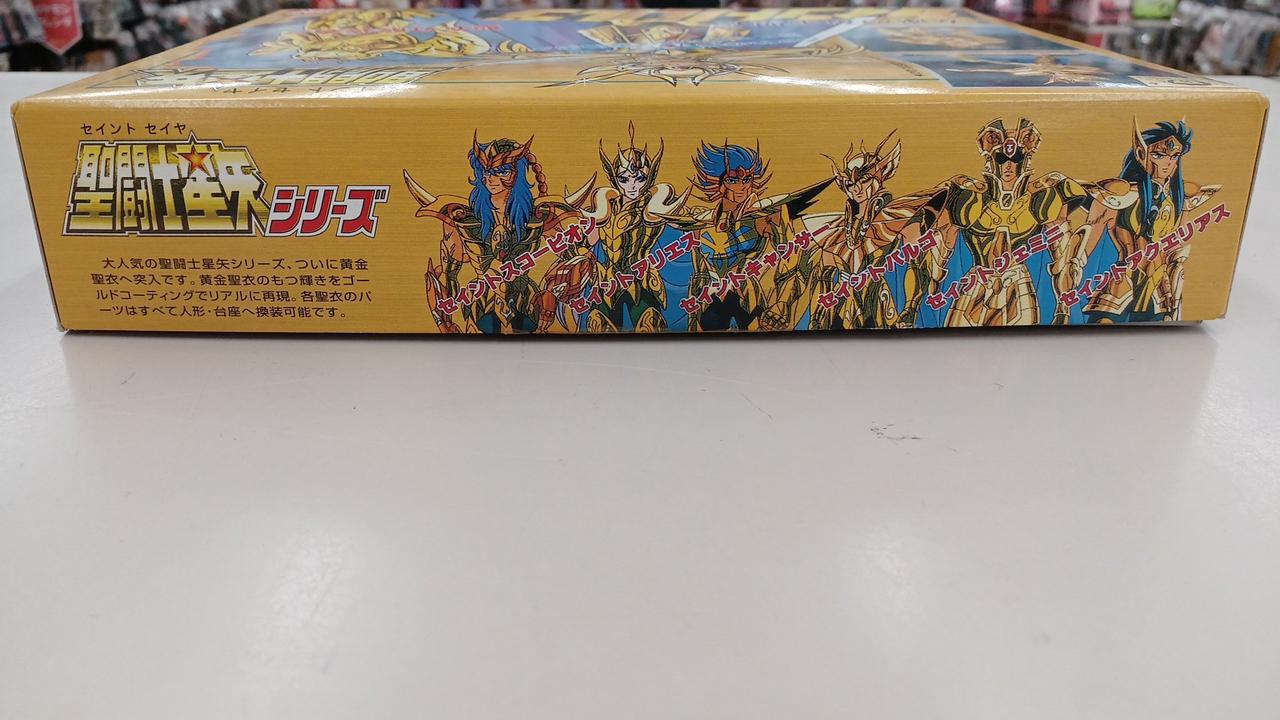 セイント セイヤ
聖闘士星矢
シリーズ
大人気の聖闘士星矢シリーズ、ついに黄金
聖衣へ突入です。黄金聖衣のもつ輝きをゴー
ルドコーティングでリアルに再現。各聖衣のパ
ーツはすべて人形・台座へ換装可能です。
セイントスコーピオン
セイントアリエス
セイントキャンサー
セイントバルゴ
セイントジェミニ
セイントアクエリアス